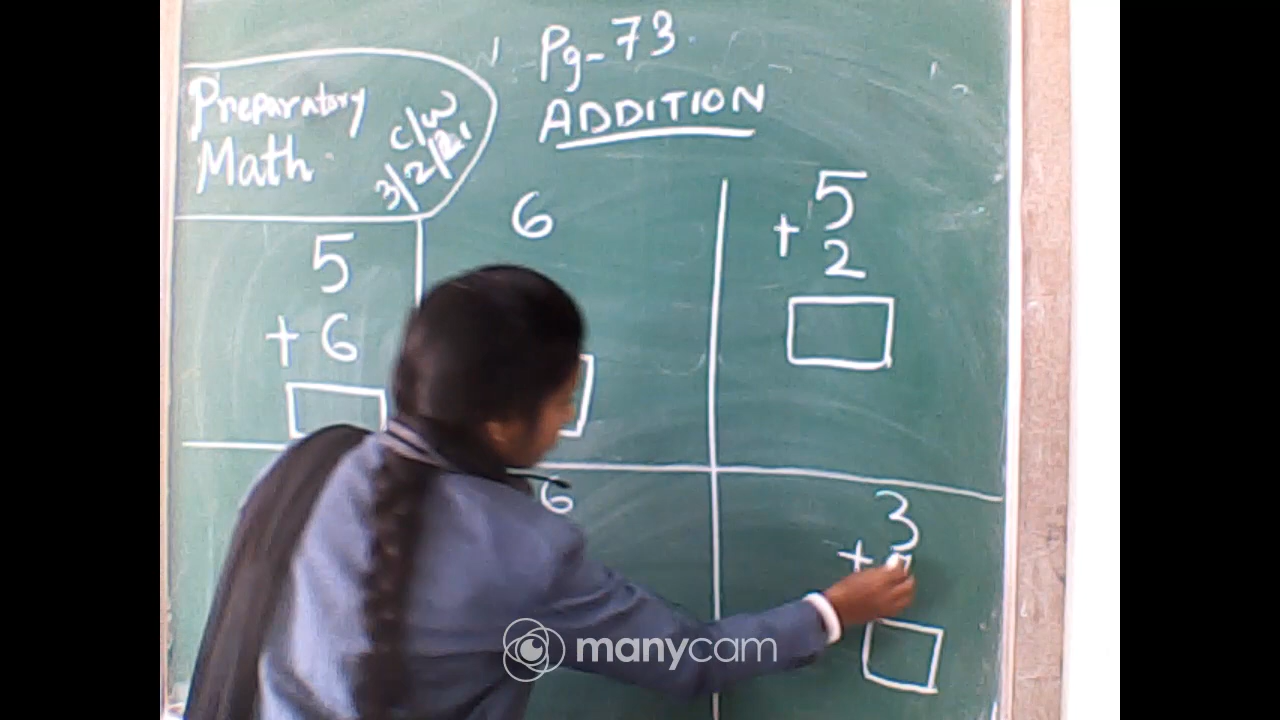 Pg-73
ADDITION
Preparatory
Math
C/W
3/2/21
5
+ 6
6
5
+
2
6
3
+
manycam